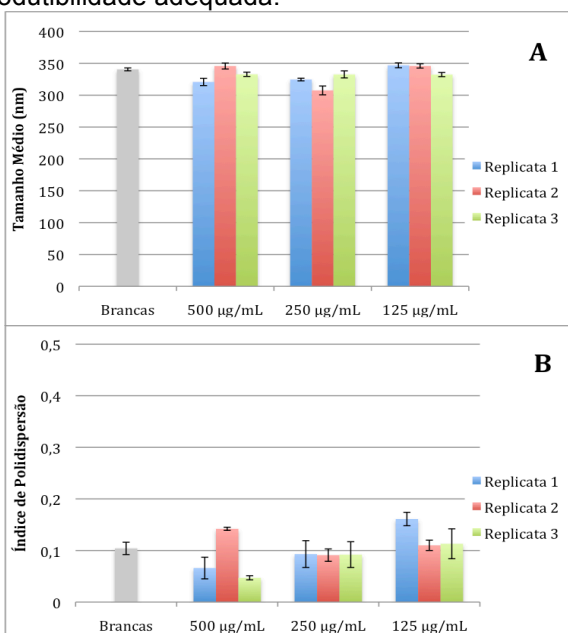 odutibilidade adequada.
A
Tamanho Médio (nm)
400
350
300
250
200
150
100
50
0
Replicata 1
Replicata 2
Replicata 3
Brancas 500 µg/mL 250 µg/mL 125 µg/mL
B
Índice de Polidispersão
0,5
0,4
0,3
0,2
0,1
0
Replicata 1
Replicata 2
Replicata 3
Brancas 500 µg/mL 250 µg/mL 125 µg/mL